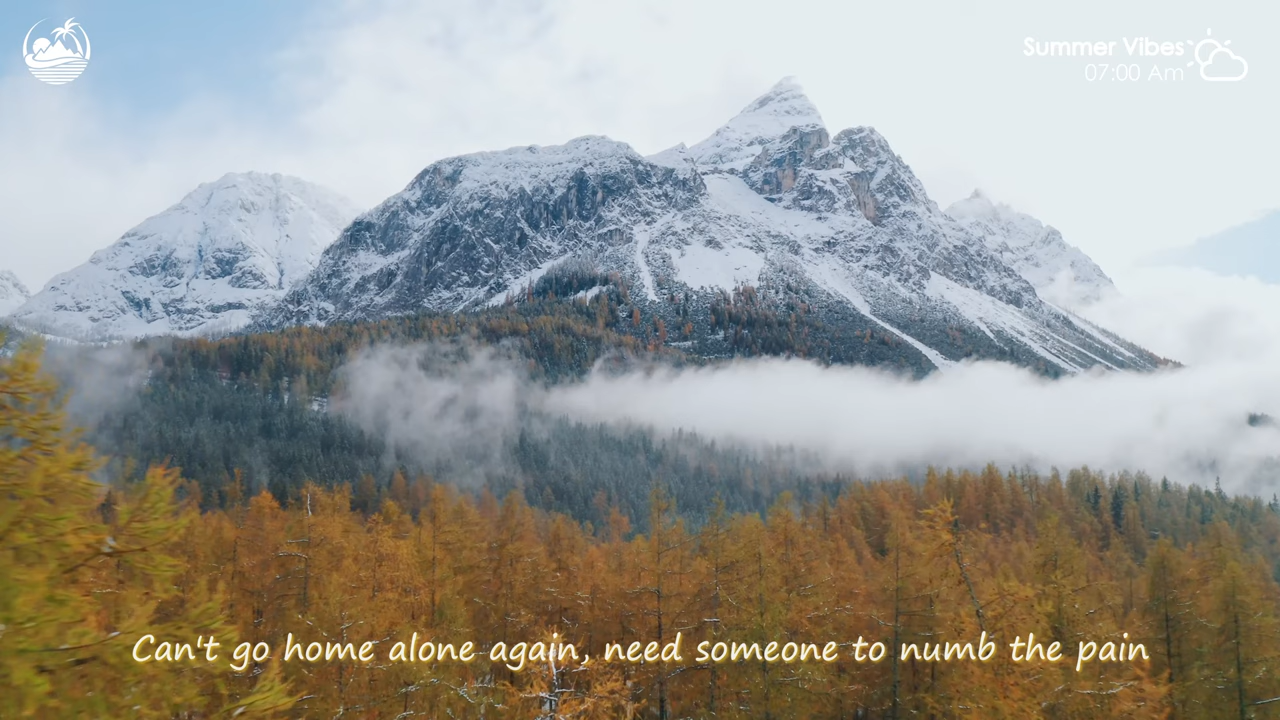 Summer Vibes
07:00 Am
Can't go home alone again, need someone to numb the pain